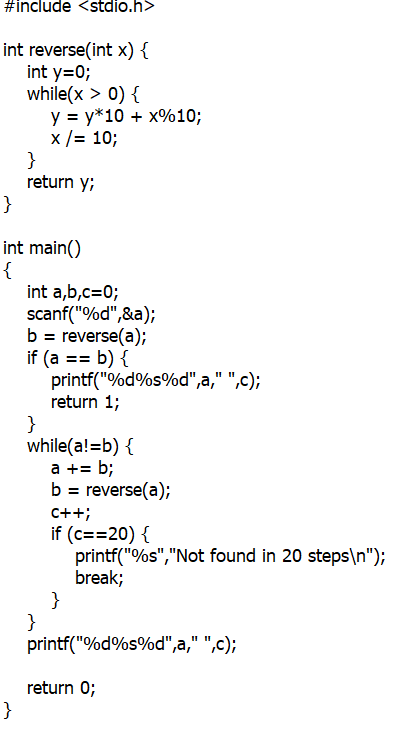 #include <stdio.h>
int reverse(int x) {
int y=0;
while(x > 0) {
y = y*10 + x%10;
x /= 10;
}
return y;
}
int main()
{
int a,b,c=0;
scanf("%d",&a);
b = reverse(a);
if (a == b) {
printf("%d%s%d",a," ",c);
return 1;
}
while(a!=b) {
a += b;
b = reverse(a);
c++;
if (c==20) {
printf("%s","Not found in 20 steps\n");
break;
}
}
printf("%d%s%d",a," ",c);
return 0;
}